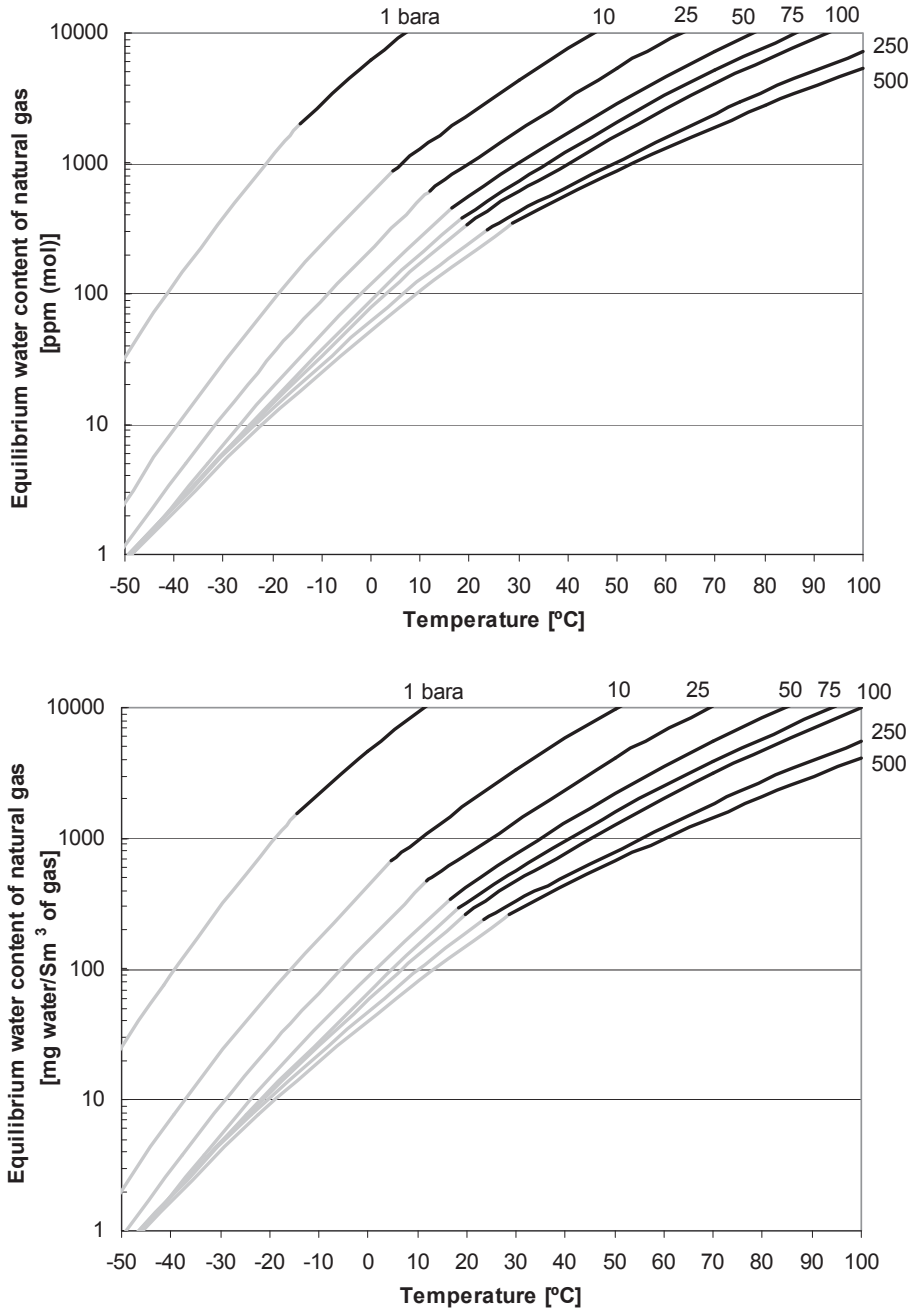 1 bara 10 25 50 75 100
250
500
10000
1000
100
10
1
Equilibrium water content of natural gas
[ppm (mol)]
-50 -40 -30 -20 -10 0 10 20 30 40 50 60 70 80 90 100
Temperature [ºC]
1 bara 10 25 50 75 100
250
500
10000
1000
100
10
1
Equilibrium water content of natural gas
[mg water/Sm ³ of gas]
-50 -40 -30 -20 -10 0 10 20 30 40 50 60 70 80 90 100
Temperature [ºC]